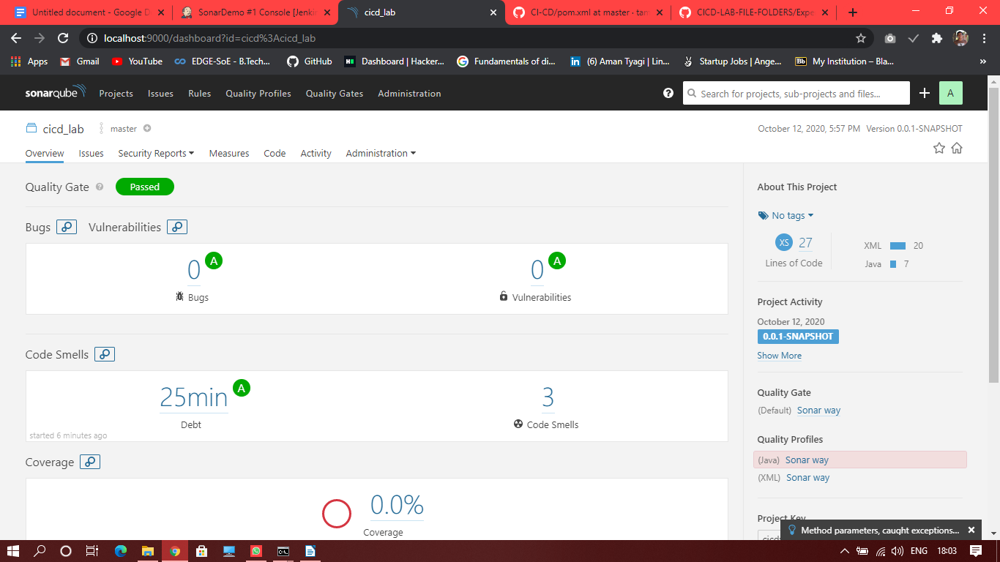 Untitled document - Google D
SonarDemo #1 Console [Jenki
cicd_lab
CI-CD/pom.xml at master · tam
CICD-LAB-FILE-FOLDERS/Expe
localhost:9000/dashboard?id=cicd%3Acicd_lab
Apps Gmail YouTube EDGE-SoE - B.Tech... GitHub Dashboard | Hacker... Fundamentals of di... (6) Aman Tyagi | Lin... Startup Jobs | Ange... My Institution – Bla... »
sonarqube Projects Issues Rules Quality Profiles Quality Gates Administration Search for projects, sub-projects and files... A
cicd_lab master October 12, 2020, 5:57 PM Version 0.0.1-SNAPSHOT
Overview Issues Security Reports Measures Code Activity Administration
Quality Gate Passed
Bugs Vulnerabilities
0 A
Bugs
0 A
Vulnerabilities
Code Smells
25min A
Debt
started 6 minutes ago
3
Code Smells
Coverage
0.0%
Coverage
About This Project
No tags
XS 27
Lines of Code
XML 20
Java 7
Project Activity
October 12, 2020
0.0.1-SNAPSHOT
Show More
Quality Gate
(Default) Sonar way
Quality Profiles
(Java) Sonar way
(XML) Sonar way
Project Key
Method parameters, caught exceptions...
ENG 18:03